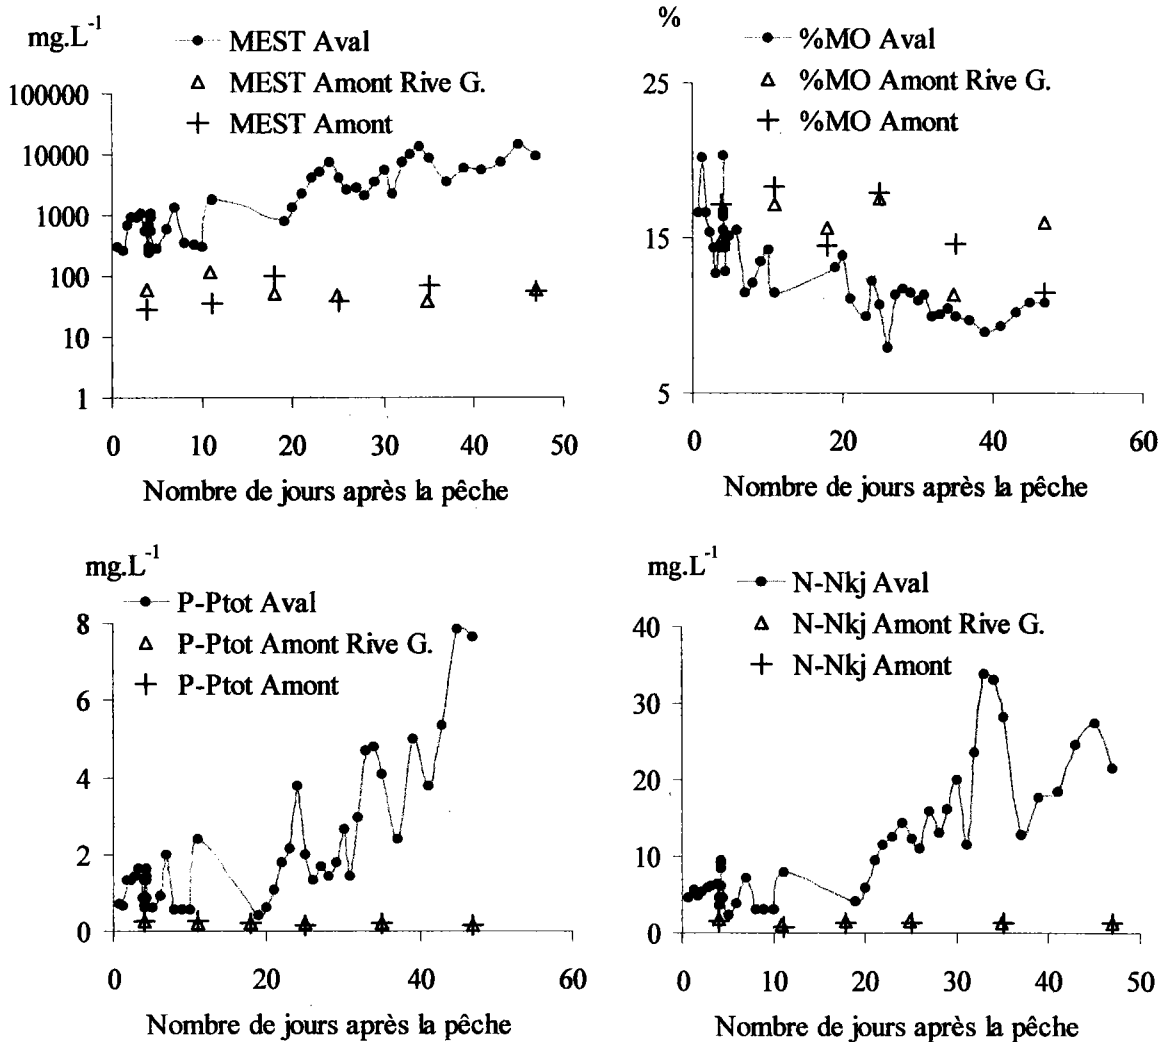 mg.L-1
MEST Aval
MEST Amont Rive G.
MEST Amont
100000
10000
1000
100
10
1
0 10 20 30 40 50
Nombre de jours après la pêche
%
%MO Aval
%MO Amont Rive G.
%MO Amont
25
15
5
0 20 40 60
Nombre de jours après la pêche
mg.L-1
P-Ptot Aval
P-Ptot Amont Rive G.
P-Ptot Amont
8
6
4
2
0
0 20 40 60
Nombre de jours après la pêche
mg.L-1
N-Nkj Aval
N-Nkj Amont Rive G.
N-Nkj Amont
40
30
20
10
0
0 10 20 30 40 50
Nombre de jours après la pêche